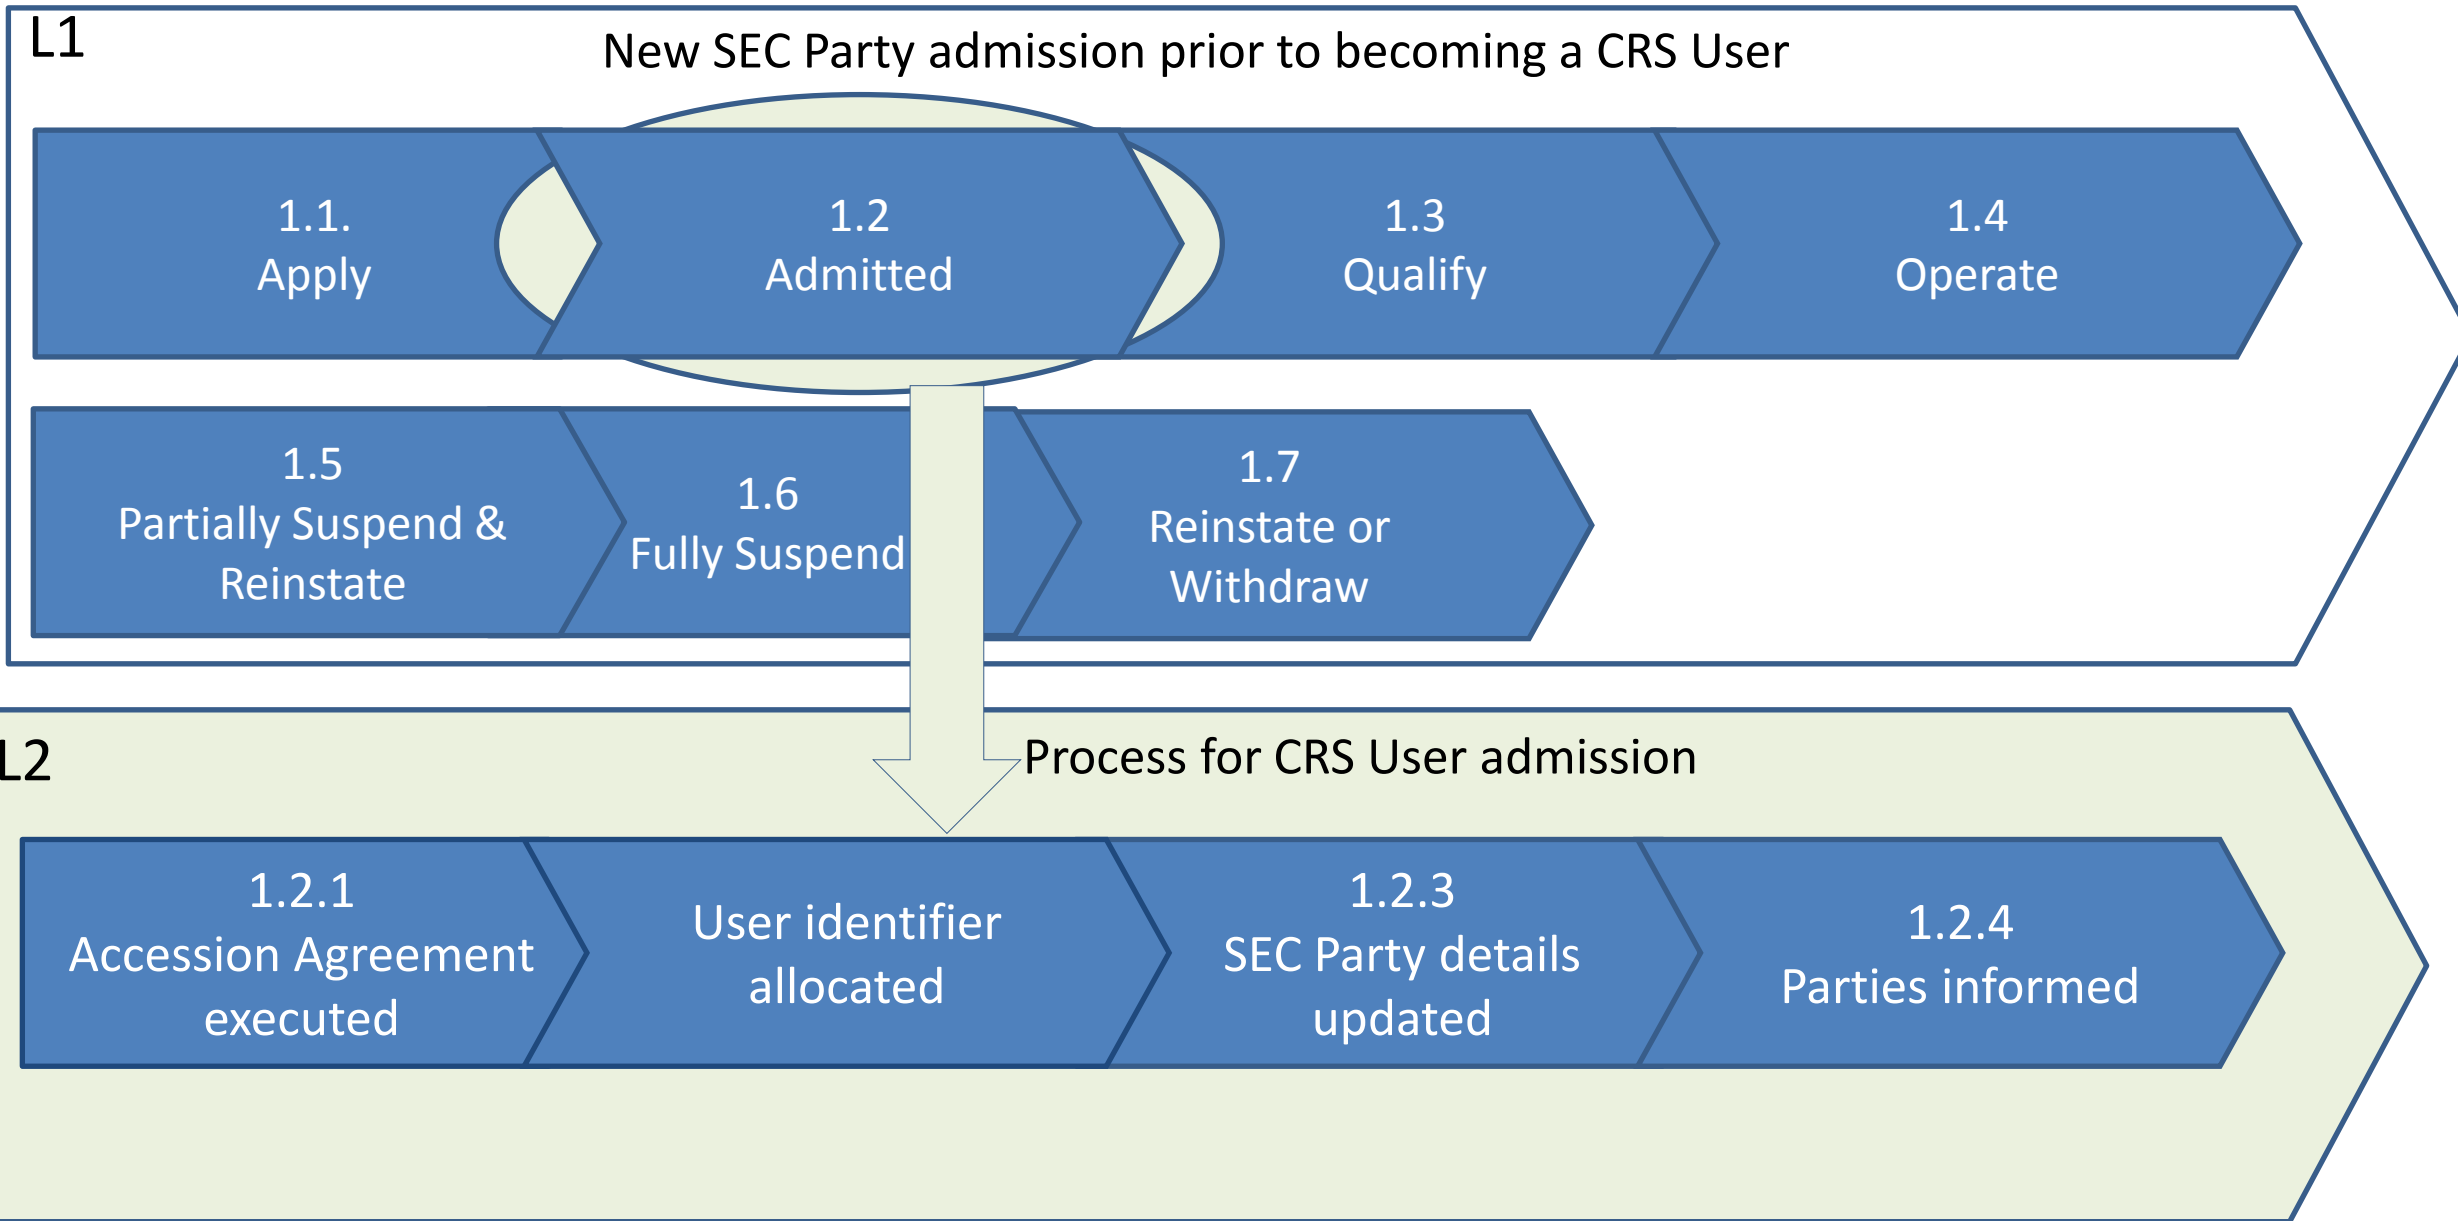 L1
New SEC Party admission prior to becoming a CRS User
1.1.
Apply
1.2
Admitted
1.3
Qualify
1.4
Operate
1.5
Partially Suspend &
Reinstate
1.6
Fully Suspend
1.7
Reinstate or
Withdraw
L2
Process for CRS User admission
1.2.1
Accession Agreement
executed
User identifier
allocated
1.2.3
SEC Party details
updated
1.2.4
Parties informed